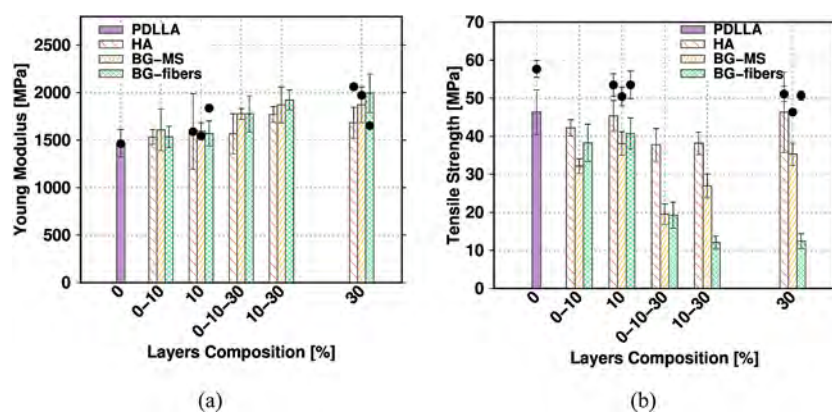 PDLLA
HA
BG-MS
BG-fibers
Young Modulus [MPa]
2500
2000
1500
1000
500
0
0
0-10
10
0-10-30
10-30
30
Layers Composition [%]
(a)
PDLLA
HA
BG-MS
BG-fibers
Tensile Strength [MPa]
70
60
50
40
30
20
10
0
0
0-10
10
0-10-30
10-30
30
Layers Composition [%]
(b)